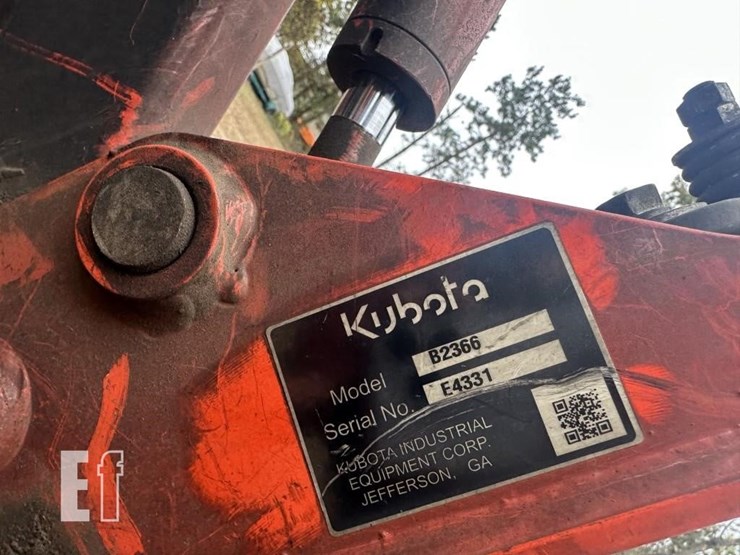 Kubota
Model B2366
Serial No. E4331
KUBOTA INDUSTRIAL
EQUIPMENT CORP.
JEFFERSON, GA
Ef